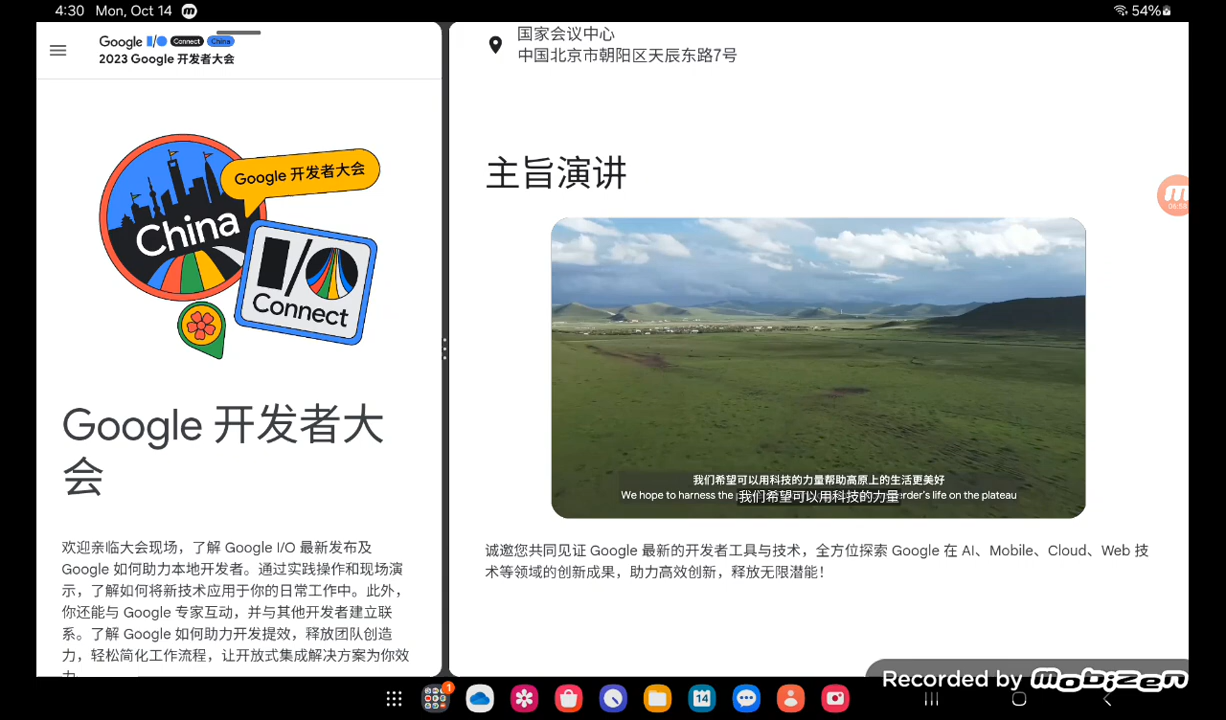 4:30 Mon, Oct 14
54%
Google I/O Connect China
2023 Google 开发者大会
Google 开发者大会
China
I/O
Connect
Google 开发者大
会
欢迎亲临大会现场，了解 Google I/O 最新发布及
Google 如何助力本地开发者。通过实践操作和现场演
示，了解如何将新技术应用于你的日常工作中。此外，
你还能与 Google 专家互动，并与其他开发者建立联
系。了解 Google 如何助力开发提效，释放团队创造
力，轻松简化工作流程，让开放式集成解决方案为你效
国家会议中心
中国北京市朝阳区天辰东路7号
主旨演讲
我们希望可以用科技的力量帮助高原上的生活更美好
We hope to harness the
我们希望可以用科技的力量
rder's life on the plateau
诚邀您共同见证 Google 最新的开发者工具与技术，全方位探索 Google 在 AI、Mobile、Cloud、Web 技
术等领域的创新成果，助力高效创新，释放无限潜能！
Recorded by mobizen
1
14